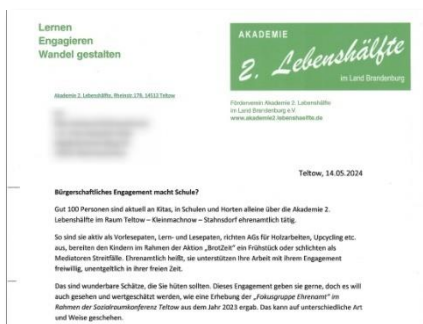 Lernen
Engagieren
Wandel gestalten
AKADEMIE
2. Lebenshälfte
im Land Brandenburg
Akademie 2. Lebenshälfte, Rheinstr. 17B, 14513 Teltow
Förderverein Akademie 2. Lebenshälfte
im Land Brandenburg e.V.
www.akademie2.lebenshaelfte.de
Teltow, 14.05.2024
Bürgerschaftliches Engagement macht Schule?
Gut 100 Personen sind aktuell an Kitas, in Schulen und Horten alleine über die Akademie 2.
Lebenshälfte im Raum Teltow – Kleinmachnow – Stahnsdorf ehrenamtlich tätig.
So sind sie aktiv als Vorlesepaten, Lern- und Lesepaten, richten AGs für Holzarbeiten, Upcycling etc.
aus, bereiten den Kindern im Rahmen der Aktion „BrotZeit“ ein Frühstück oder schlichten als
Mediatoren Streitfälle. Ehrenamtlich heißt, sie unterstützen Ihre Arbeit mit ihrem Engagement
freiwillig, unentgeltlich in ihrer freien Zeit.
Das sind wunderbare Schätze, die Sie hüten sollten. Dieses Engagement geben sie gerne, doch es will
auch gesehen und wertgeschätzt werden, wie eine Erhebung der „Fokusgruppe Ehrenamt“ im
Rahmen der Sozialraumkonferenz Teltow aus dem Jahr 2023 ergab. Das kann auf unterschiedliche Art
und Weise geschehen.